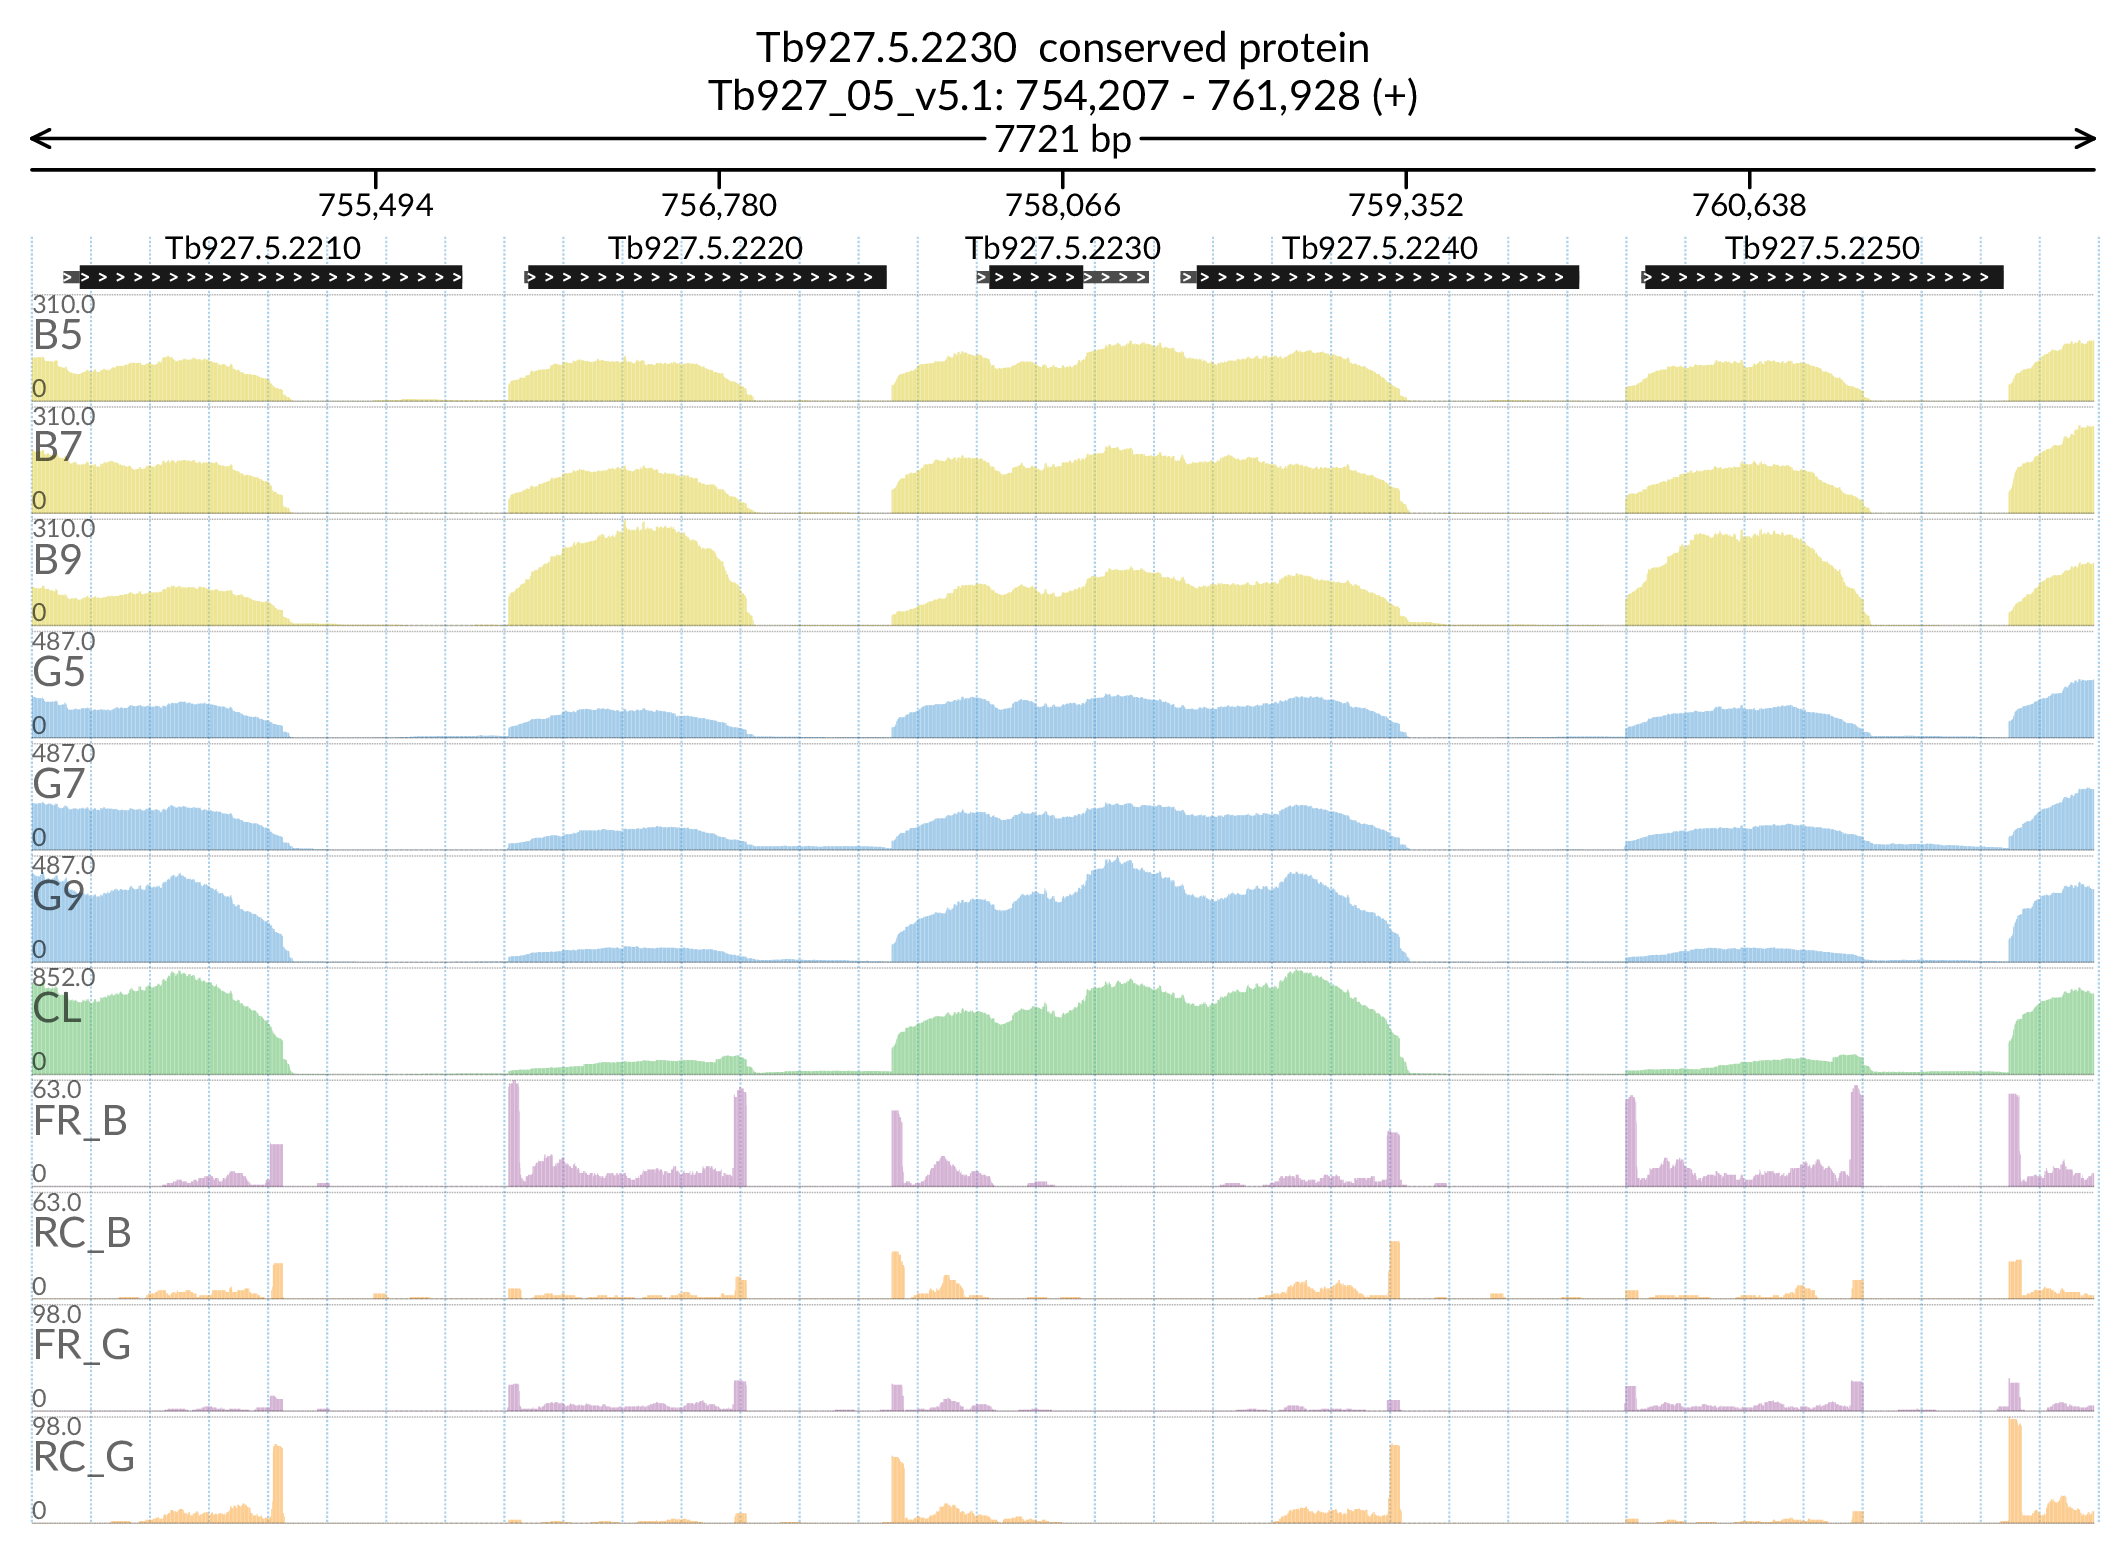 Tb927.5.2230 conserved protein
Tb927_05_v5.1: 754,207 - 761,928 (+)
7721 bp
755,494 756,780 758,066 759,352 760,638
Tb927.5.2210 Tb927.5.2220 Tb927.5.2230 Tb927.5.2240 Tb927.5.2250
310.0
B5
0
310.0
B7
0
310.0
B9
0
487.0
G5
0
487.0
G7
0
487.0
G9
0
852.0
CL
0
63.0
FR_B
0
63.0
RC_B
0
98.0
FR_G
0
98.0
RC_G
0